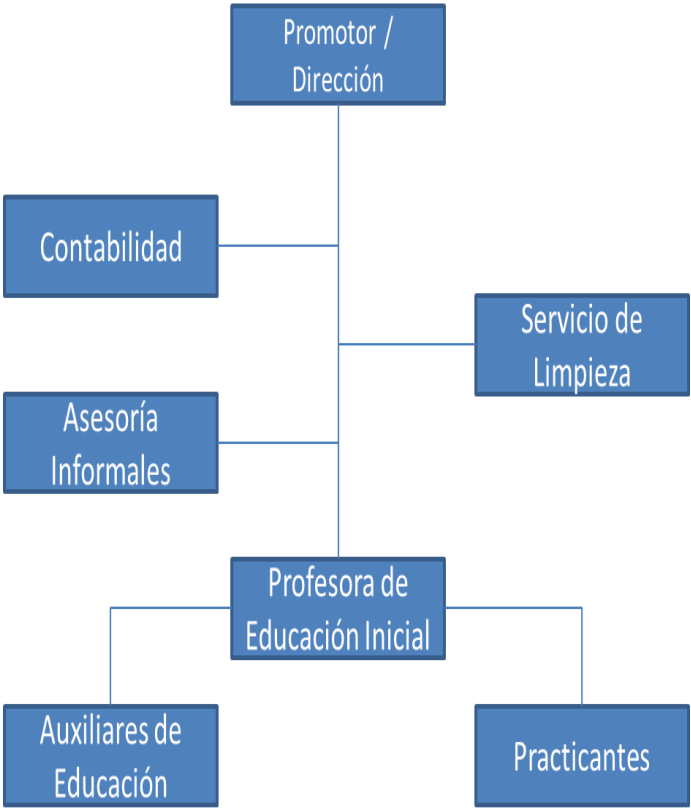 Promotor /
Dirección
Contabilidad
Servicio de
Limpieza
Asesoría
Informales
Profesora de
Educación Inicial
Auxiliares de
Educación
Practicantes